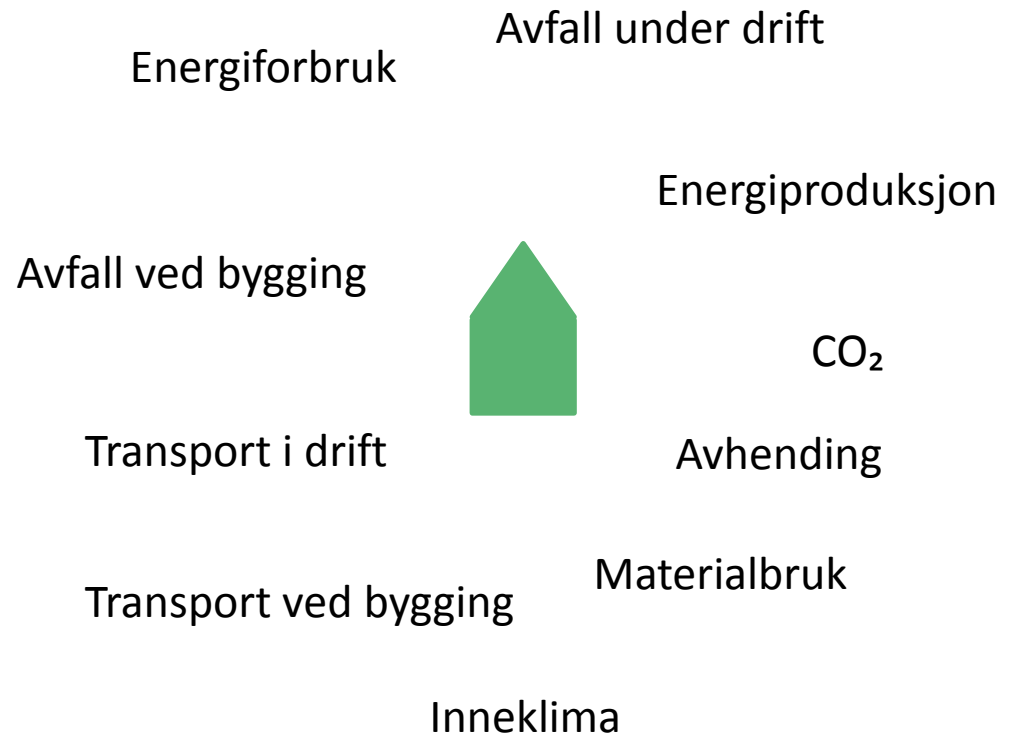 Avfall under drift
Energiforbruk
Energiproduksjon
Avfall ved bygging
CO₂
Transport i drift
Avhending
Materialbruk
Transport ved bygging
Inneklima